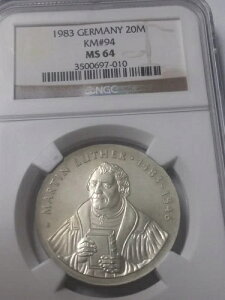 1983 GERMANY 20M
KM#94
MS 64
3500697-010
NGC
MARTIN LUTHER · 1483-1546